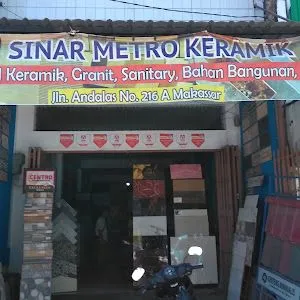 SINAR METRO KERAMIK
Keramik, Granit, Sanitary, Bahan Bangunan,
Jln. Andalas No. 216 A Makassar
CENTRO